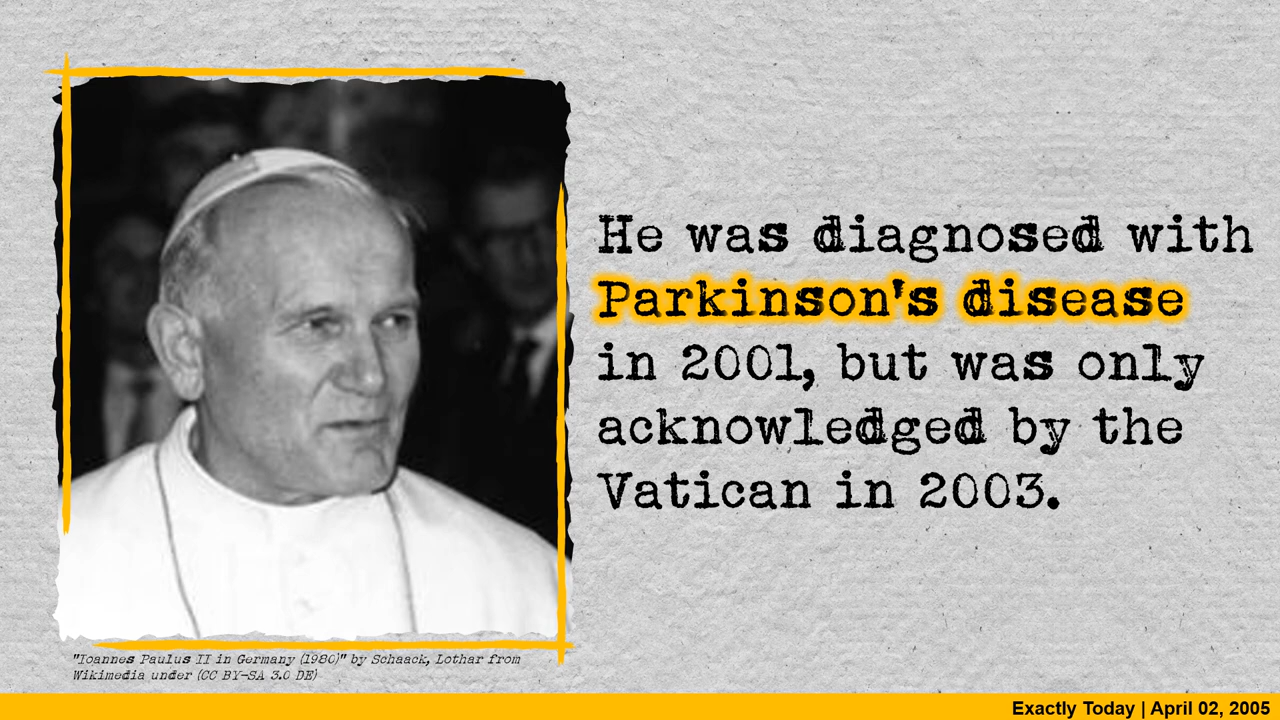 He was diagnosed with
Parkinson's disease
in 2001, but was only
acknowledged by the
Vatican in 2003.
"Ioannes Paulus II in Germany (1980)" by Schaack, Lothar from
Wikimedia under (CC BY-SA 3.0 DE)
Exactly Today | April 02, 2005